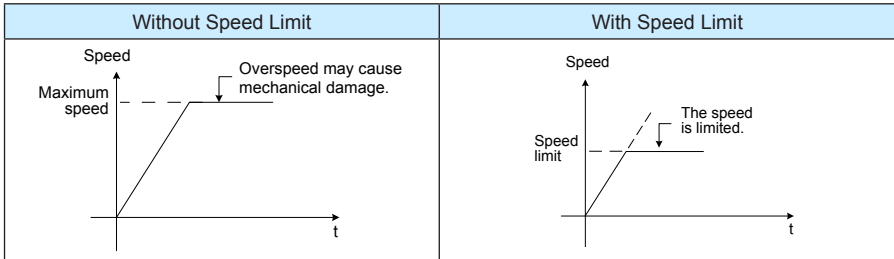 Without Speed Limit
With Speed Limit
Speed
Overspeed may cause
mechanical damage.
Maximum
speed
t
Speed
The speed
is limited.
Speed
limit
t